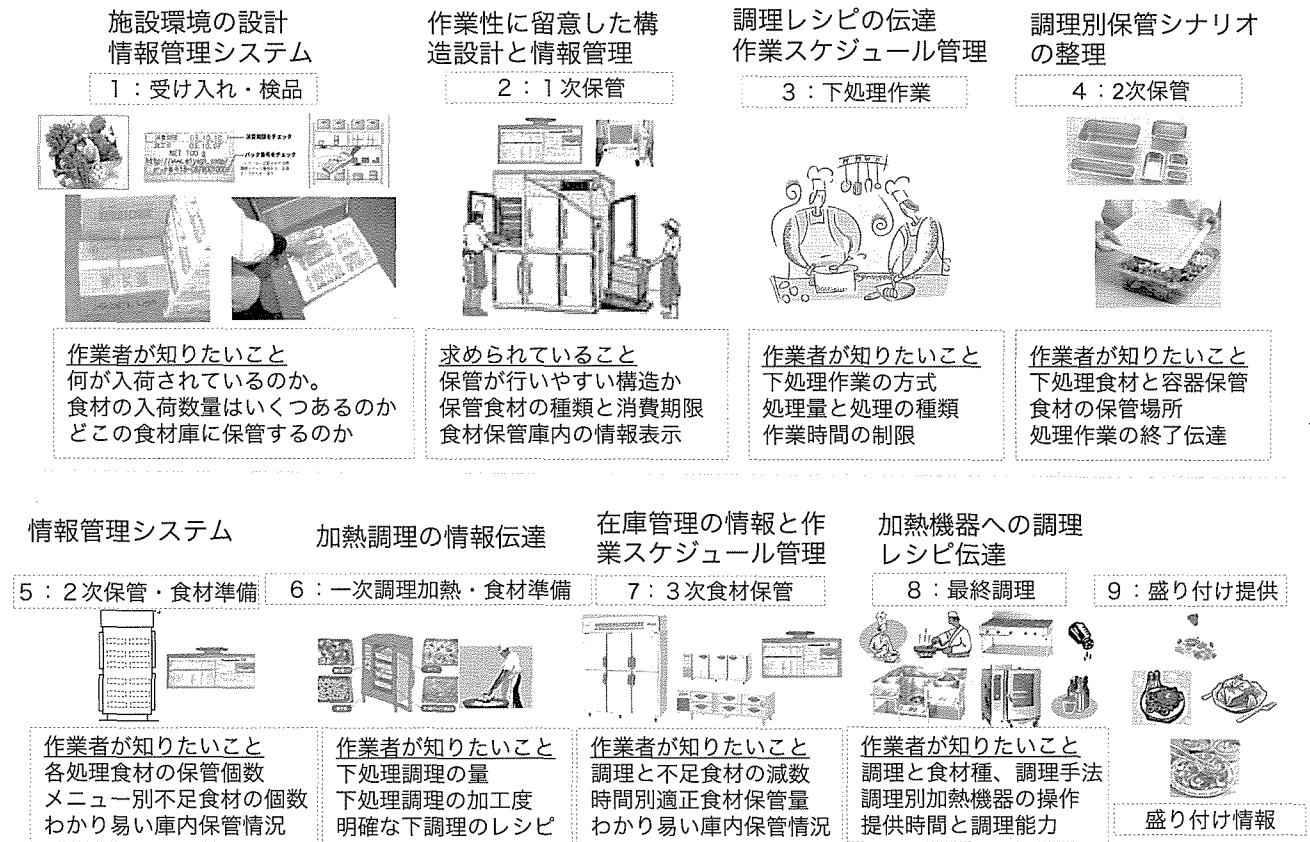 施設環境の設計
情報管理システム
1：受け入れ・検品
作業性に留意した構
造設計と情報管理
2：1次保管
調理レシピの伝達
作業スケジュール管理
3：下処理作業
調理別保管シナリオ
の整理
4：2次保管
消費期限をチェック
パック番号をチェック
NET 100 g
作業者が知りたいこと
何が入荷されているのか。
食材の入荷数量はいくつあるのか
どこの食材庫に保管するのか
求められていること
保管が行いやすい構造か
保管食材の種類と消費期限
食材保管庫内の情報表示
作業者が知りたいこと
下処理作業の方式
処理量と処理の種類
作業時間の制限
作業者が知りたいこと
下処理食材と容器保管
食材の保管場所
処理作業の終了伝達
情報管理システム
5：2次保管・食材準備
加熱調理の情報伝達
6：一次調理加熱・食材準備
在庫管理の情報と作
業スケジュール管理
7：3次食材保管
加熱機器への調理
レシピ伝達
8：最終調理
9：盛り付け提供
作業者が知りたいこと
各処理食材の保管個数
メニュー別不足食材の個数
わかり易い庫内保管情況
作業者が知りたいこと
下処理調理の量
下処理調理の加工度
明確な下調理のレシピ
作業者が知りたいこと
調理と不足食材の減数
時間別適正食材保管量
わかり易い庫内保管情況
作業者が知りたいこと
調理と食材種、調理手法
調理別加熱機器の操作
提供時間と調理能力
盛り付け情報